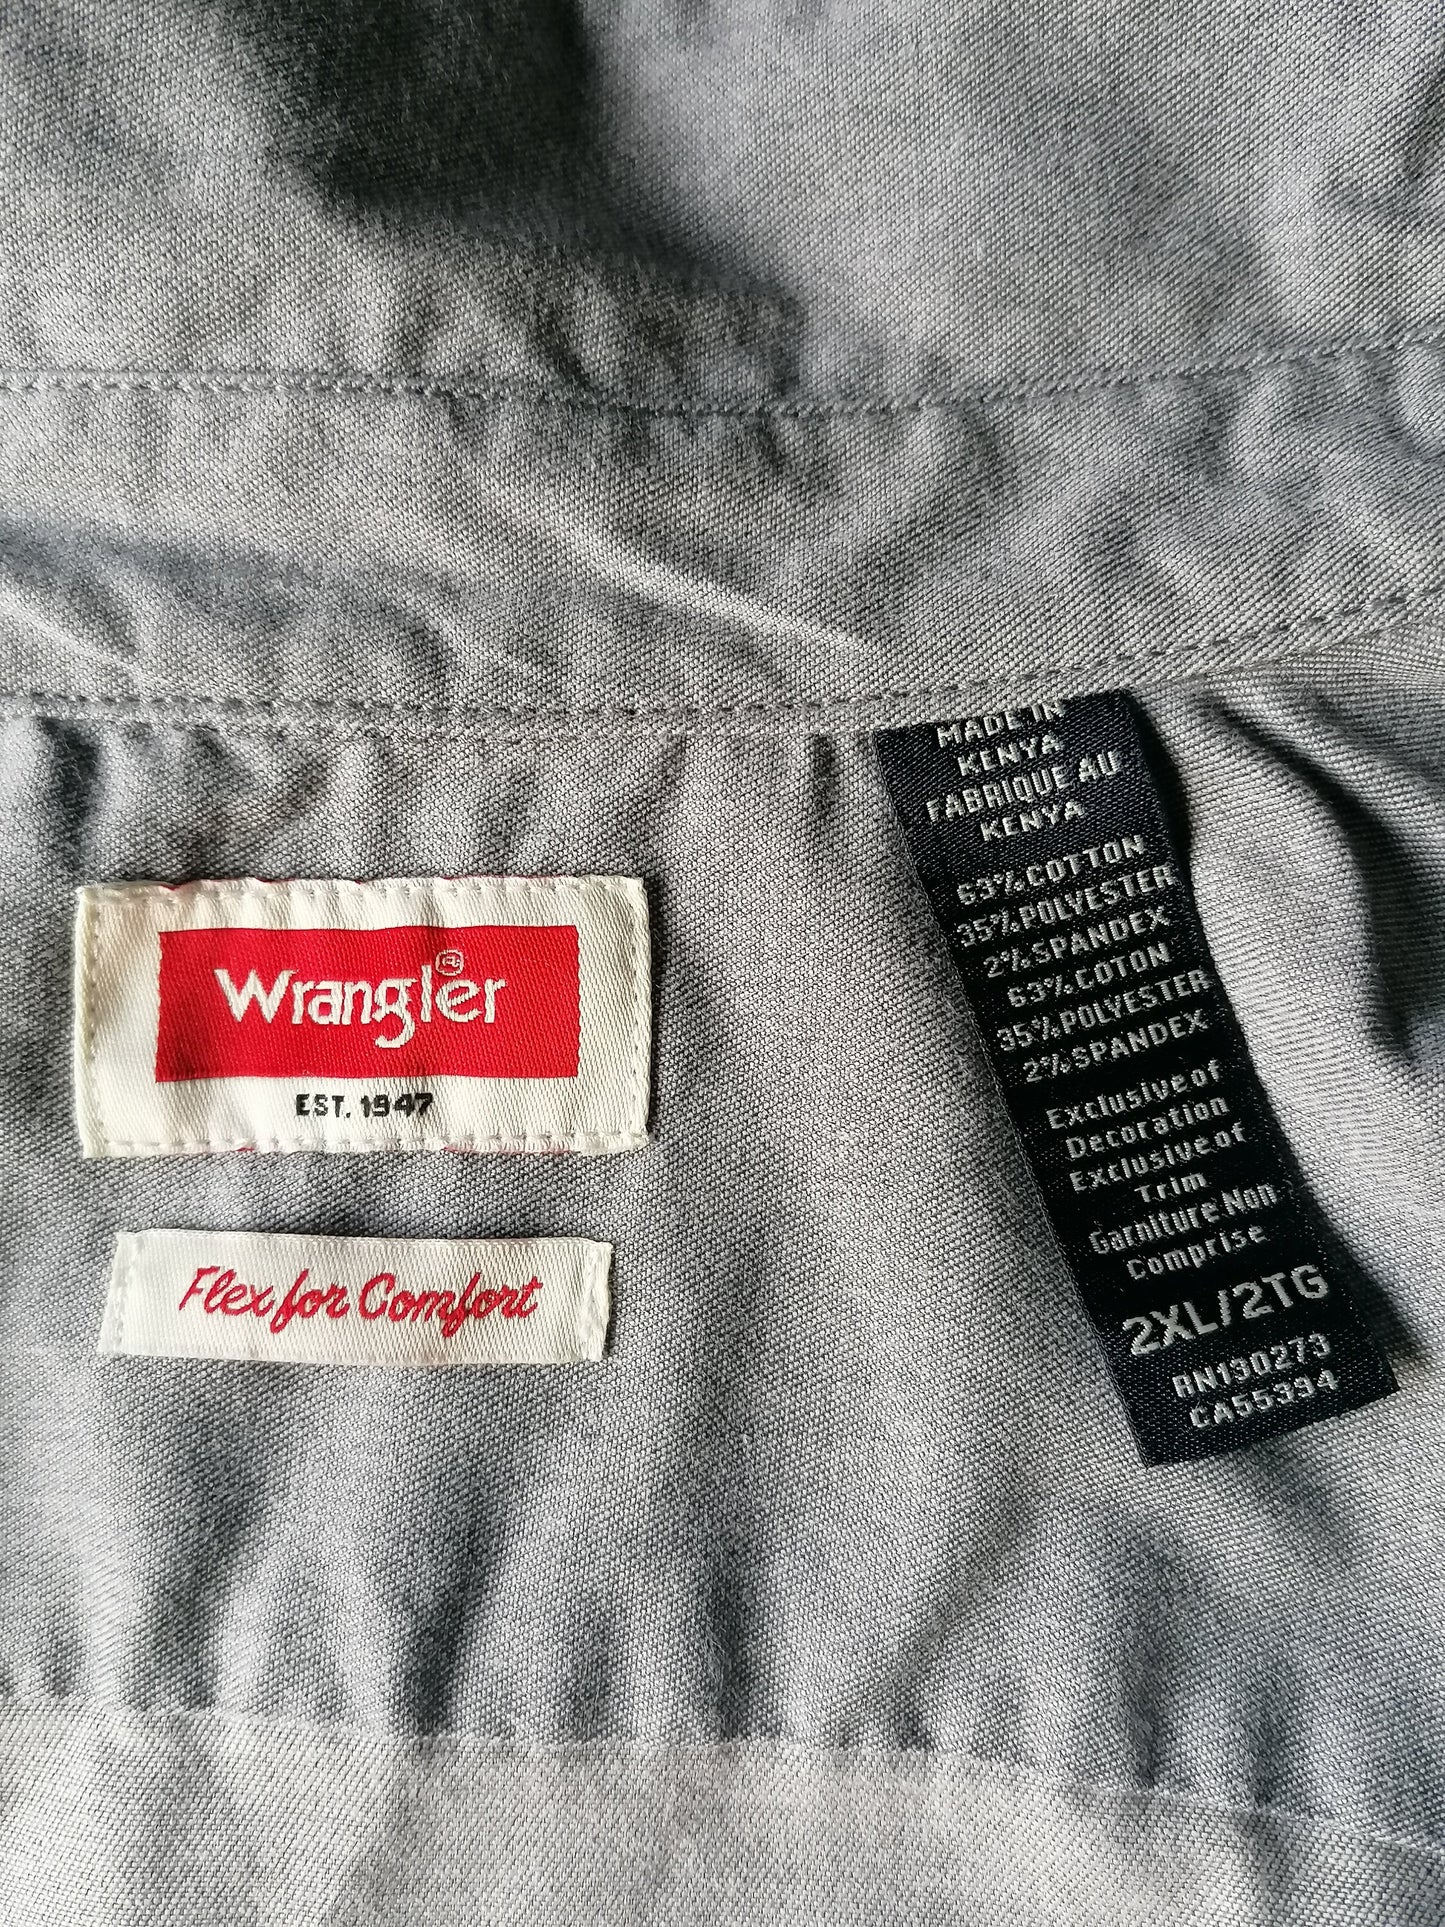 Wrangler®
EST. 1947
Flex for Comfort
MADE IN
KENYA
FABRIQUE AU
KENYA
63% COTTON
35% POLYESTER
2% SPANDEX
63% COTON
35% POLYESTER
2% SPANDEX
Exclusive of
Decoration
Exclusive of
Trim
Garniture Non
Comprise
2XL/2TG
RN130273
CA55394